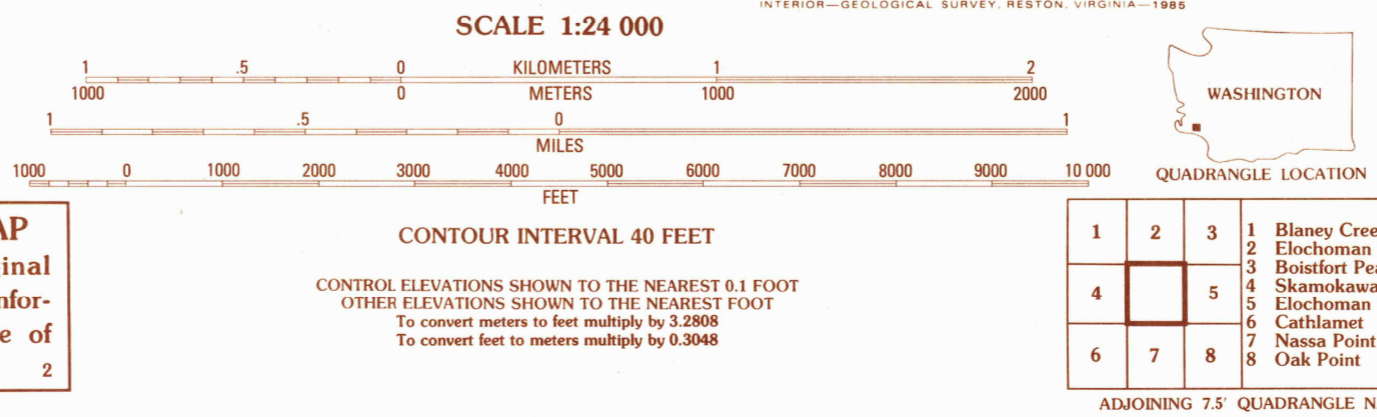 INTERIOR—GEOLOGICAL SURVEY, RESTON, VIRGINIA—1985
SCALE 1:24 000
1 .5 0 KILOMETERS 1 2
1000 0 METERS 1000 2000
1 .5 0 1
MILES
1000 0 1000 2000 3000 4000 5000 6000 7000 8000 9000 10 000
FEET
CONTOUR INTERVAL 40 FEET
CONTROL ELEVATIONS SHOWN TO THE NEAREST 0.1 FOOT
OTHER ELEVATIONS SHOWN TO THE NEAREST FOOT
To convert meters to feet multiply by 3.2808
To convert feet to meters multiply by 0.3048
AP
inal
nfor-
e of
2
WASHINGTON
QUADRANGLE LOCATION
1 2 3
4 5
6 7 8
1 Blaney Cree
2 Elochoman
3 Boistfort Pea
4 Skamokawa
5 Elochoman
6 Cathlamet
7 Nassa Point
8 Oak Point
ADJOINING 7.5′ QUADRANGLE N